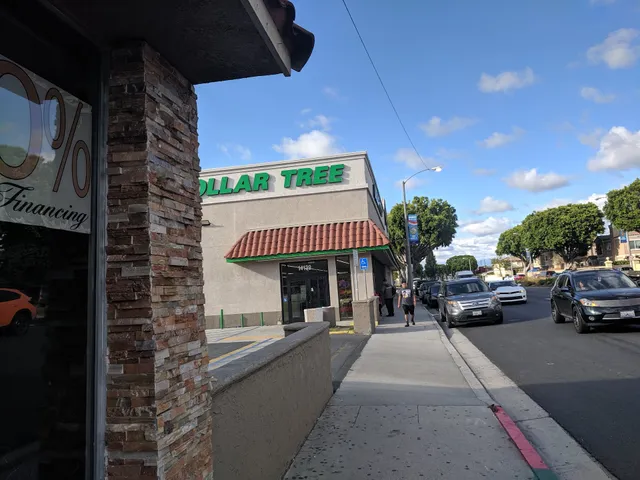 0%
Financing
OLLAR TREE